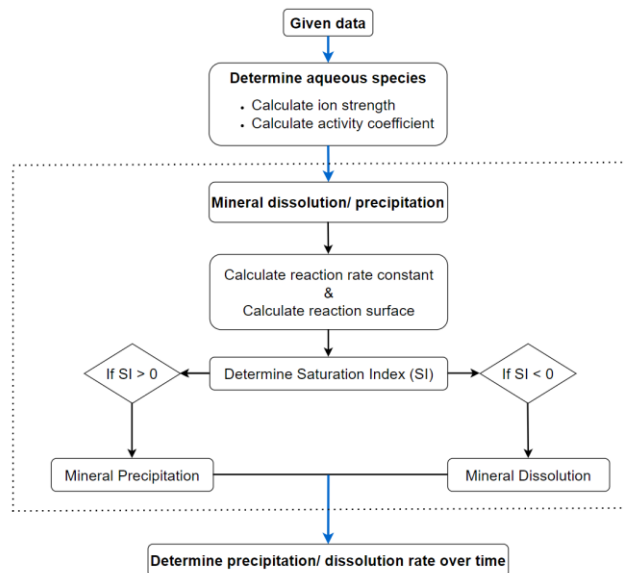 Given data
Determine aqueous species
• Calculate ion strength
• Calculate activity coefficient
Mineral dissolution/ precipitation
Calculate reaction rate constant
&
Calculate reaction surface
If SI > 0
Determine Saturation Index (SI)
If SI < 0
Mineral Precipitation
Mineral Dissolution
Determine precipitation/ dissolution rate over time